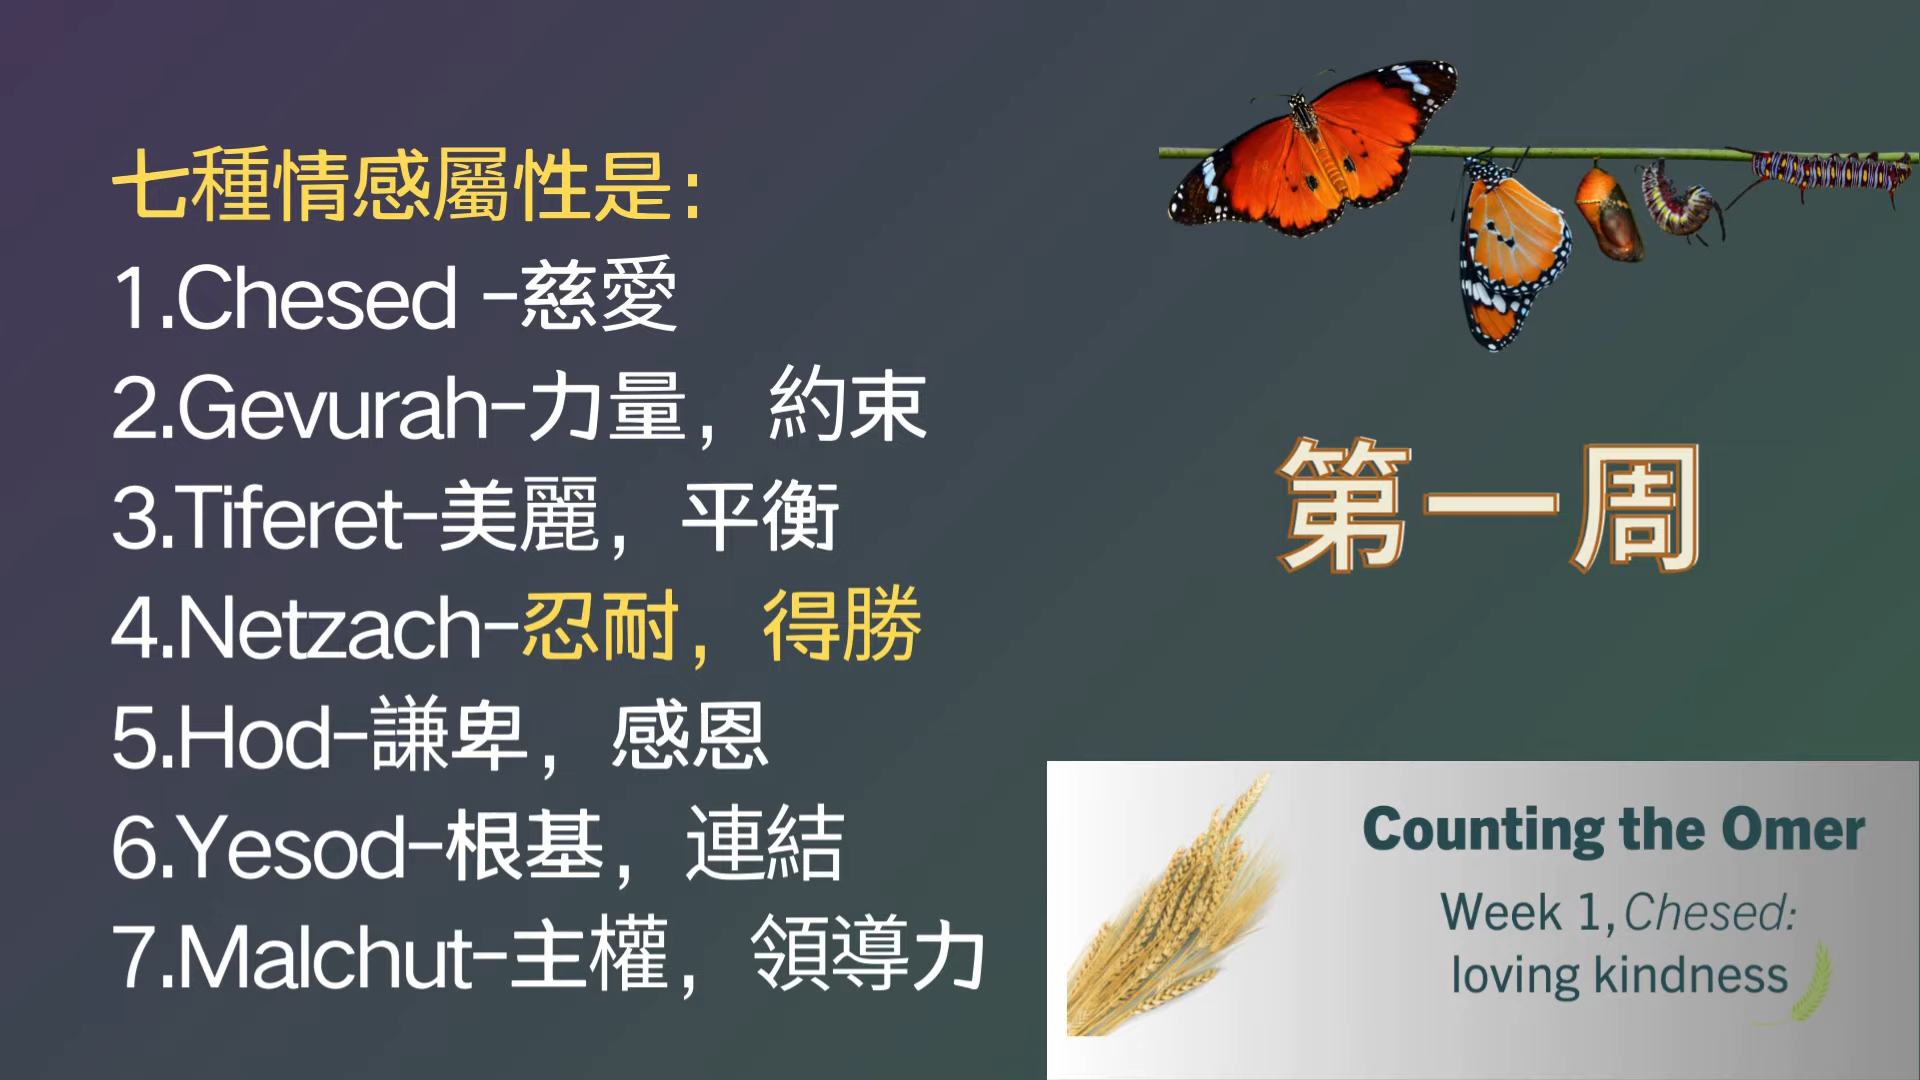 七種情感屬性是:
1.Chesed -慈愛
2.Gevurah-力量，約束
3.Tiferet-美麗，平衡
4.Netzach-忍耐，得勝
5.Hod-謙卑，感恩
6.Yesod-根基，連結
7.Malchut-主權，領導力
第一周
Counting the Omer
Week 1, Chesed:
loving kindness